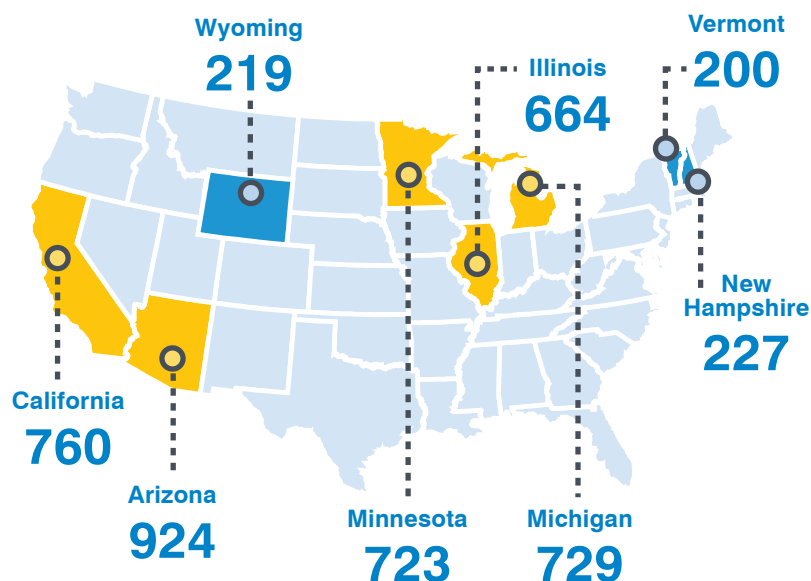 Wyoming
219
Illinois
664
Vermont
200
New
Hampshire
227
California
760
Arizona
924
Minnesota
723
Michigan
729